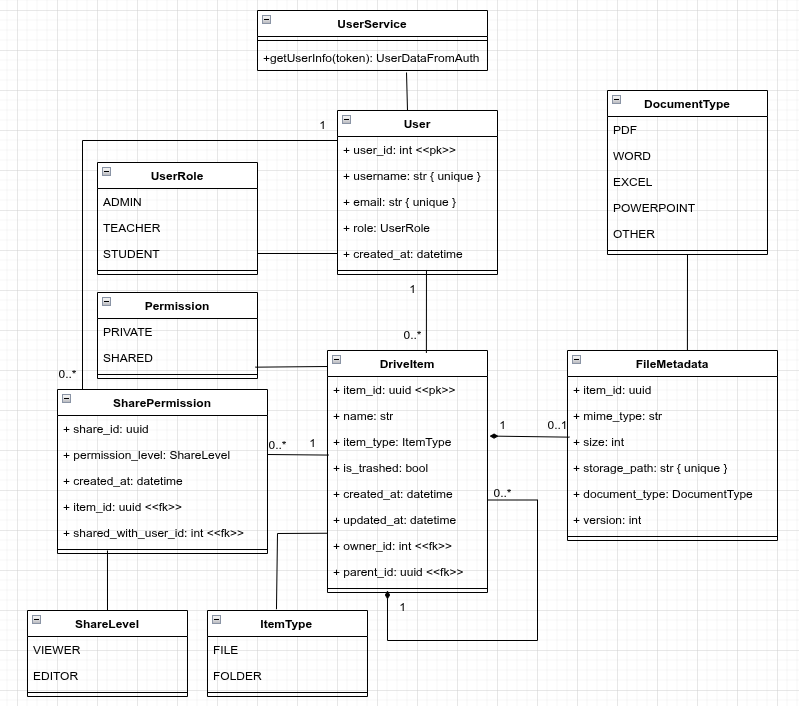 UserService
+getUserInfo(token): UserDataFromAuth
1
User
+ user_id: int <<pk>>
+ username: str { unique }
+ email: str { unique }
+ role: UserRole
+ created_at: datetime
DocumentType
PDF
WORD
EXCEL
POWERPOINT
OTHER
UserRole
ADMIN
TEACHER
STUDENT
Permission
PRIVATE
SHARED
1
0..*
0..*
SharePermission
+ share_id: uuid
+ permission_level: ShareLevel
+ created_at: datetime
+ item_id: uuid <<fk>>
+ shared_with_user_id: int <<fk>>
0..*
1
DriveItem
+ item_id: uuid <<pk>>
+ name: str
+ item_type: ItemType
+ is_trashed: bool
+ created_at: datetime
+ updated_at: datetime
+ owner_id: int <<fk>>
+ parent_id: uuid <<fk>>
1
0..1
0..*
1
FileMetadata
+ item_id: uuid
+ mime_type: str
+ size: int
+ storage_path: str { unique }
+ document_type: DocumentType
+ version: int
ShareLevel
VIEWER
EDITOR
ItemType
FILE
FOLDER